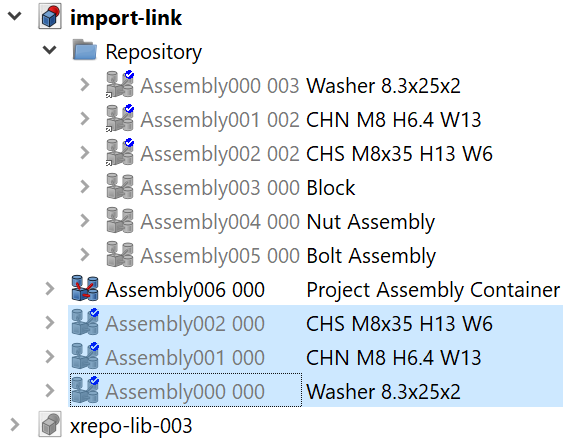 import-link
Repository
Assembly000 003 Washer 8.3x25x2
Assembly001 002 CHN M8 H6.4 W13
Assembly002 002 CHS M8x35 H13 W6
Assembly003 000 Block
Assembly004 000 Nut Assembly
Assembly005 000 Bolt Assembly
Assembly006 000 Project Assembly Container
Assembly002 000 CHS M8x35 H13 W6
Assembly001 000 CHN M8 H6.4 W13
Assembly000 000 Washer 8.3x25x2
xrepo-lib-003